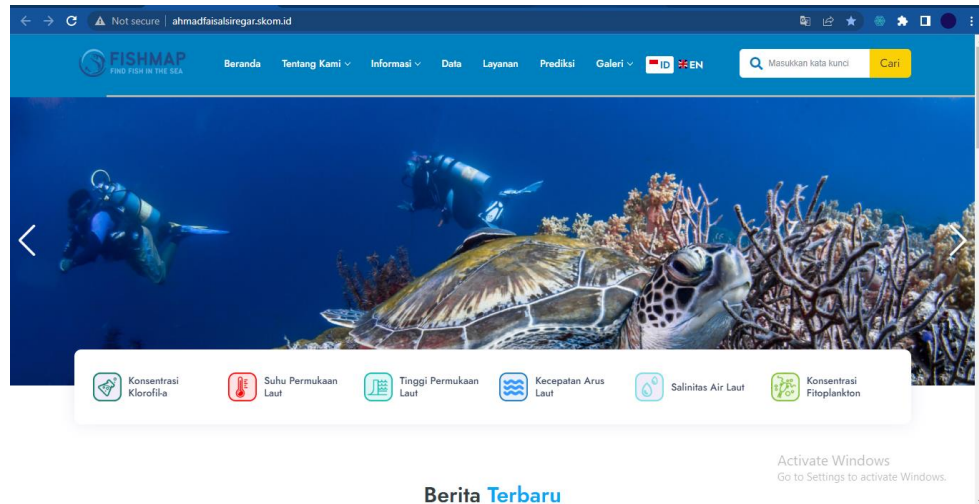 Not secure ahmadfaisalsiregar.skom.id
FISHMAP
FIND FISH IN THE SEA
Beranda Tentang Kami Informasi Data Layanan Prediksi Galeri ID EN Masukkan kata kunci Cari
Konsentrasi
Klorofil-a
Suhu Permukaan
Laut
Tinggi Permukaan
Laut
Kecepatan Arus
Laut
Salinitas Air Laut
Konsentrasi
Fitoplankton
Activate Windows
Go to Settings to activate Windows.
Berita Terbaru